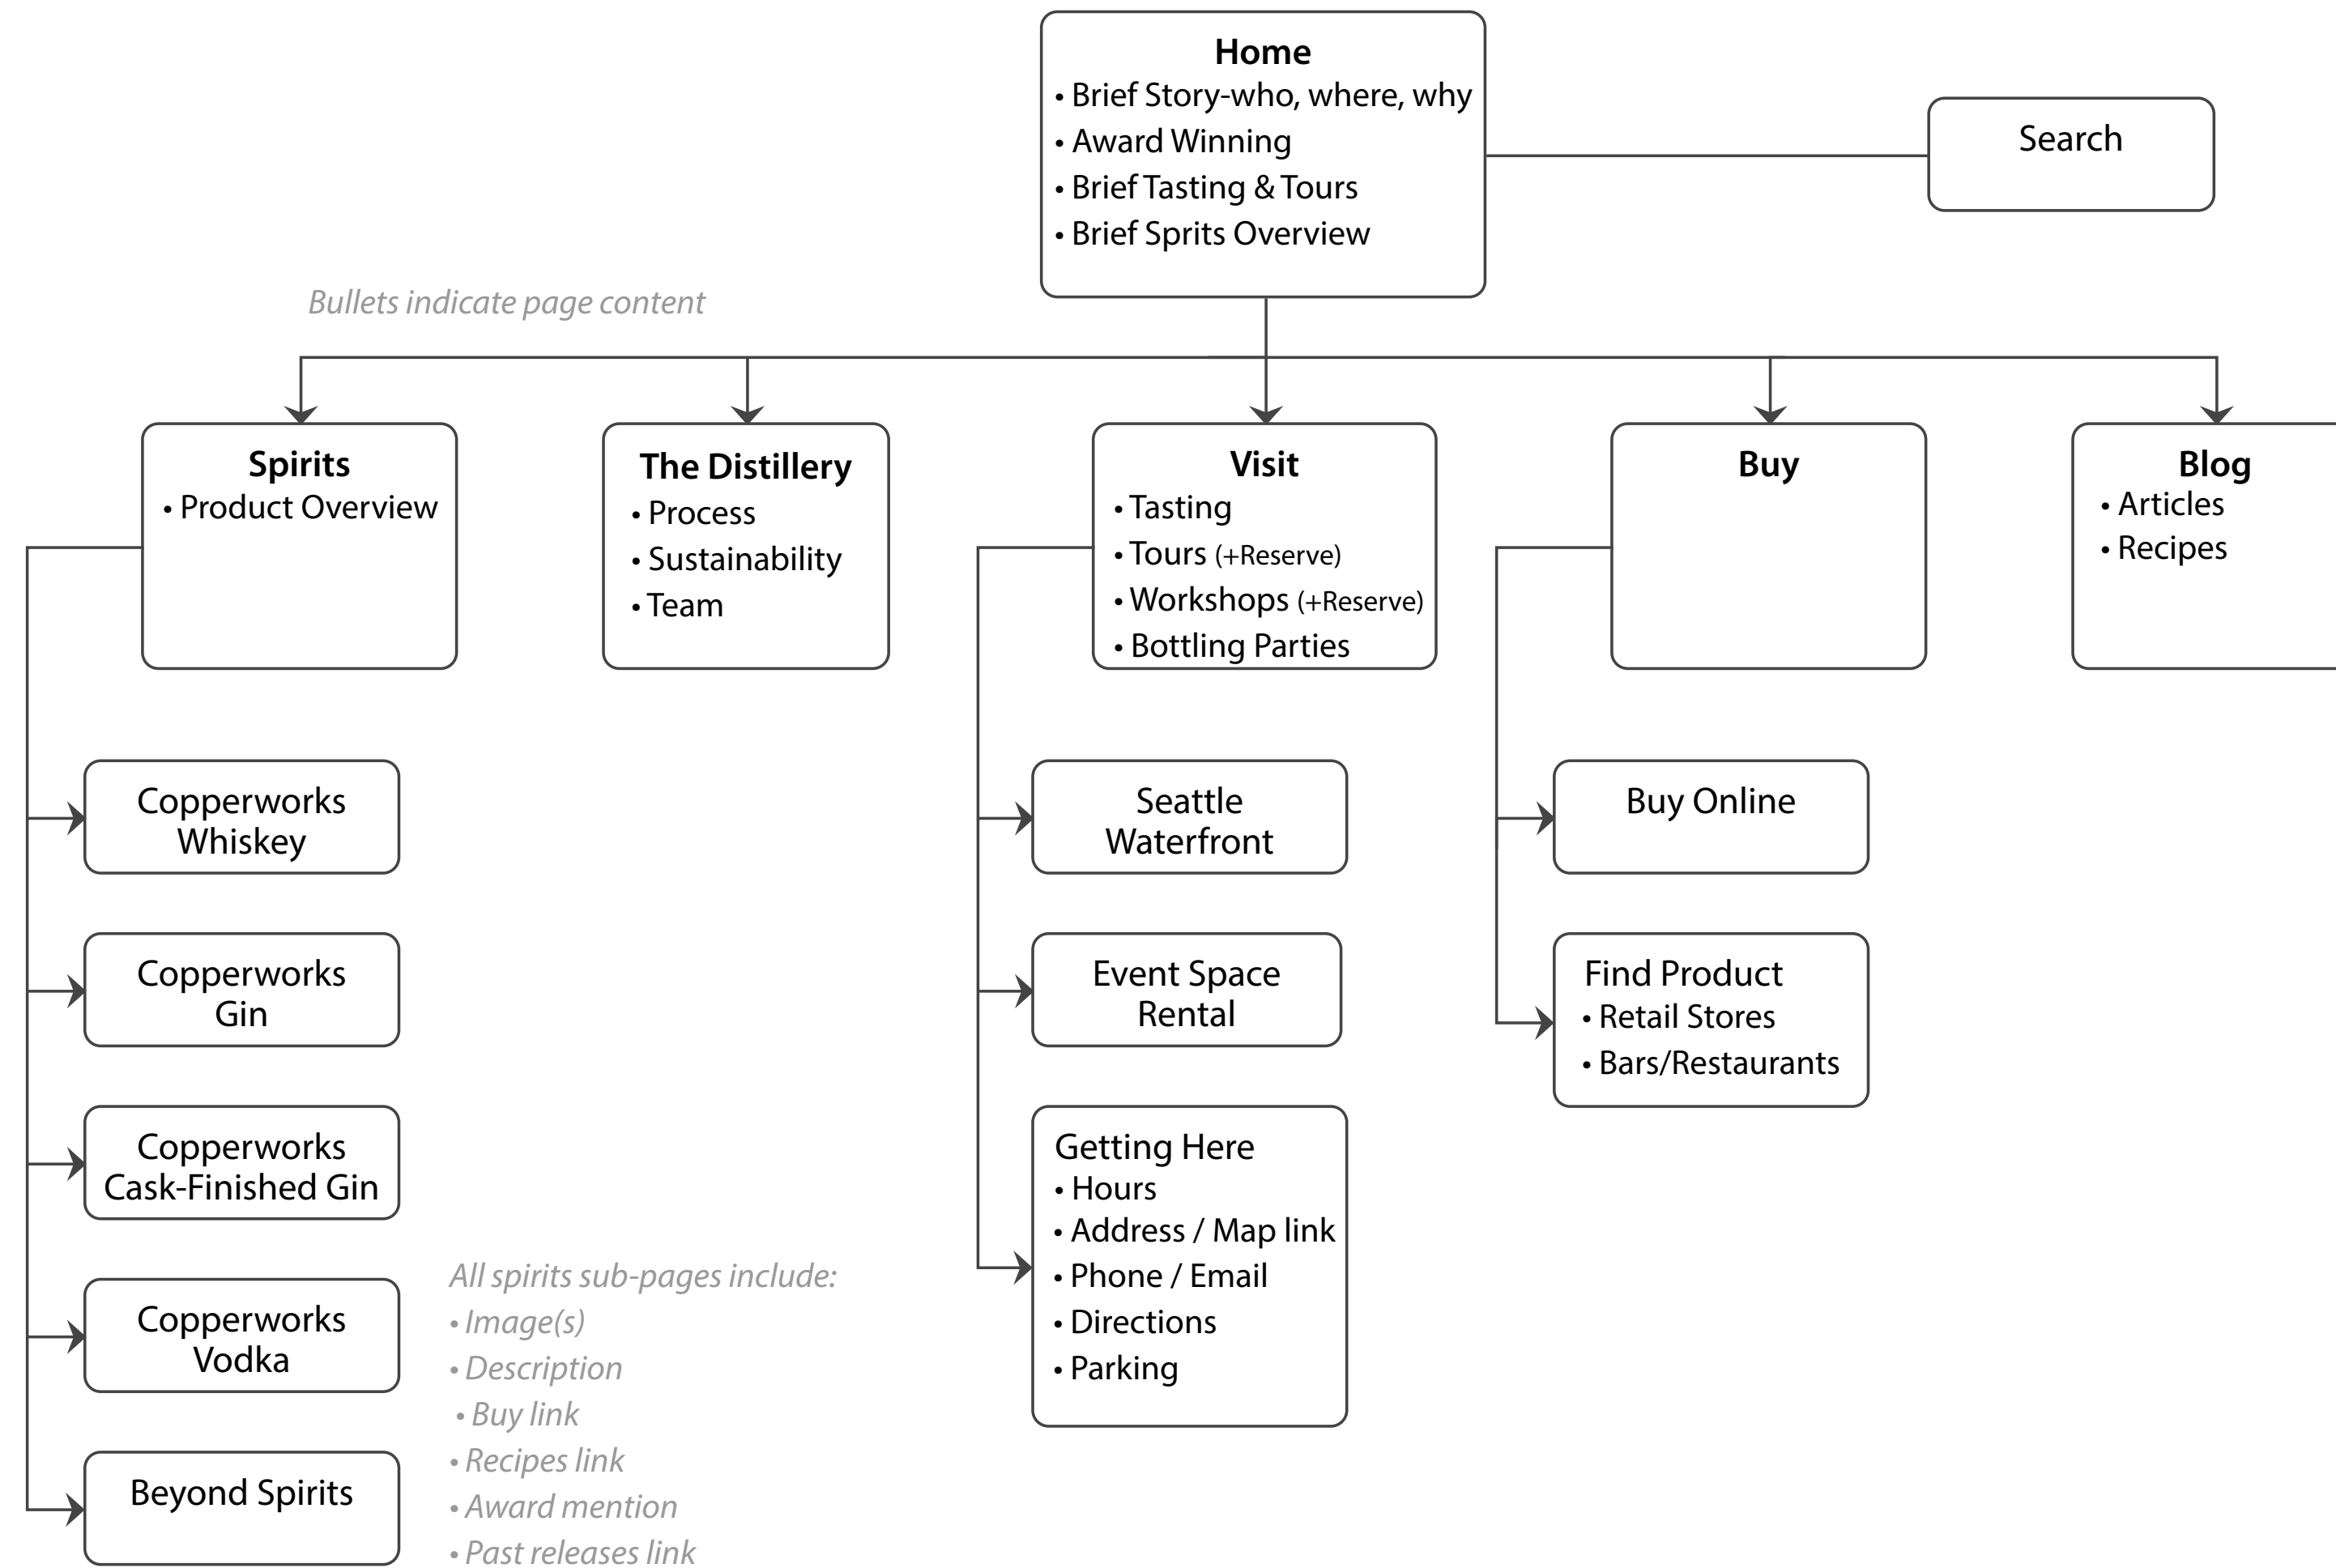 Home
• Brief Story-who, where, why
• Award Winning
• Brief Tasting & Tours
• Brief Sprits Overview
Search
Bullets indicate page content
Spirits
• Product Overview
The Distillery
• Process
• Sustainability
• Team
Visit
• Tasting
• Tours (+Reserve)
• Workshops (+Reserve)
• Bottling Parties
Buy
Blog
• Articles
• Recipes
Copperworks
Whiskey
Copperworks
Gin
Copperworks
Cask-Finished Gin
Copperworks
Vodka
Beyond Spirits
All spirits sub-pages include:
• Image(s)
• Description
• Buy link
• Recipes link
• Award mention
• Past releases link
Seattle
Waterfront
Event Space
Rental
Getting Here
• Hours
• Address / Map link
• Phone / Email
• Directions
• Parking
Buy Online
Find Product
• Retail Stores
• Bars/Restaurants